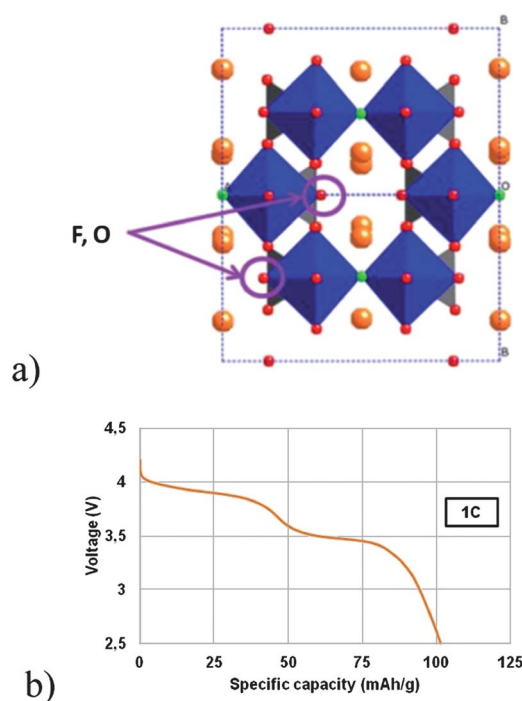 a)
B
A
O
F, O
B
b)
4,5
4
3,5
3
2,5
Voltage (V)
1C
0
25
50
75
100
125
Specific capacity (mAh/g)